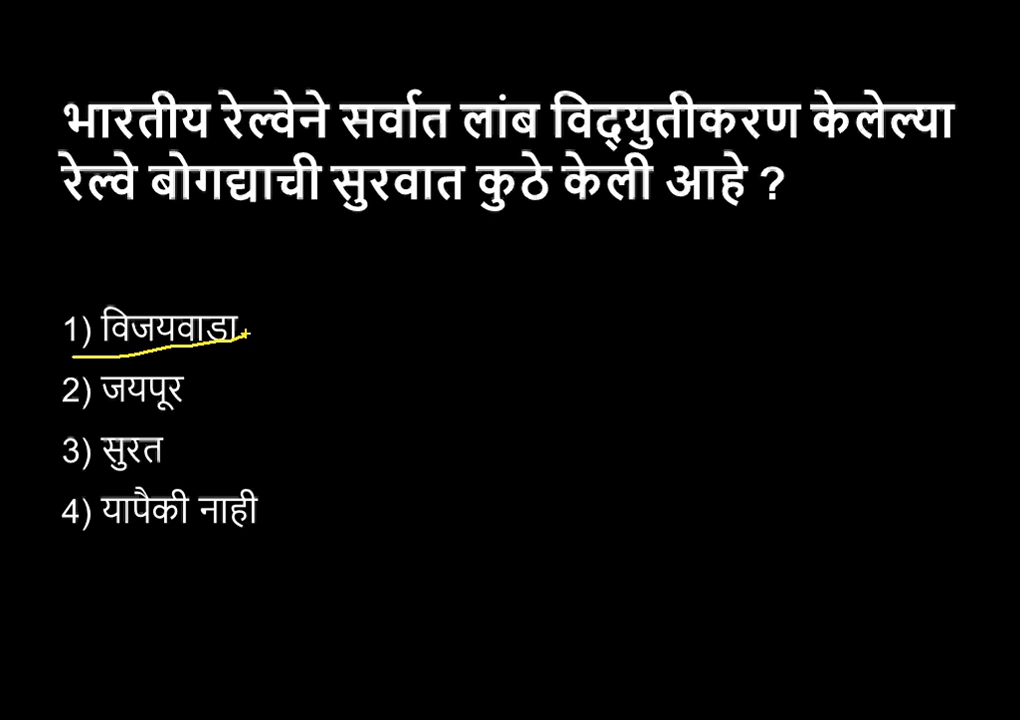 भारतीय रेल्वेने सर्वात लांब विद्युतीकरण केलेल्या
रेल्वे बोगद्याची सुरवात कुठे केली आहे ?
1) विजयवाडा
2) जयपूर
3) सुरत
4) यापैकी नाही